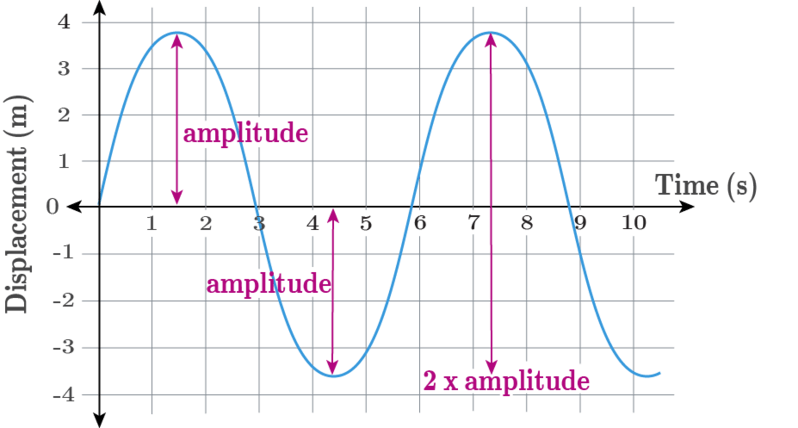 Displacement (m)
4
3
2
1
0
-1
-2
-3
-4
amplitude
Time (s)
1 2 3 4 5 6 7 8 9 10
amplitude
2 x amplitude